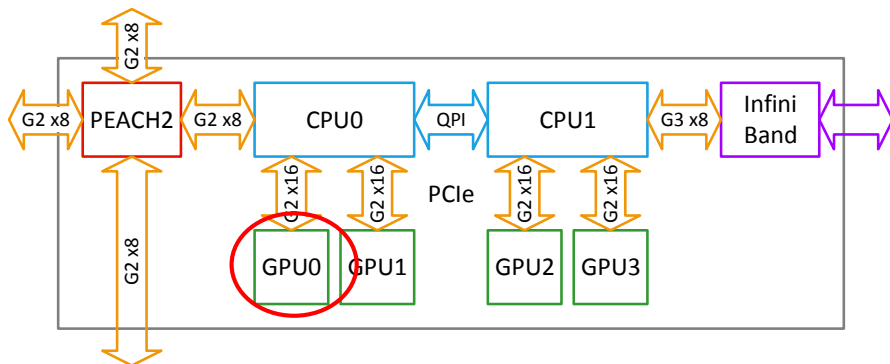 G2 x8
G2 x8
PEACH2
G2 x8
CPU0
QPI
CPU1
G3 x8
Infini
Band
G2 x16
G2 x16
PCIe
G2 x16
G2 x16
G2 x8
GPU0
GPU1
GPU2
GPU3